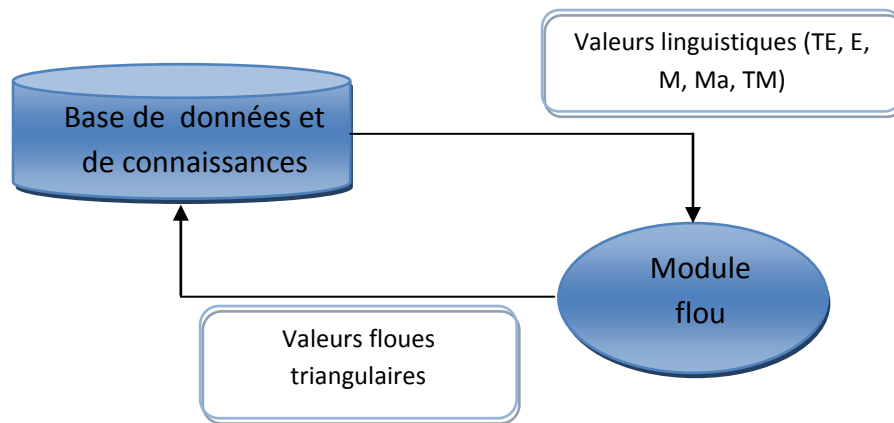 Valeurs linguistiques (TE, E,
M, Ma, TM)
Base de données et
de connaissances
Module
flou
Valeurs floues
triangulaires